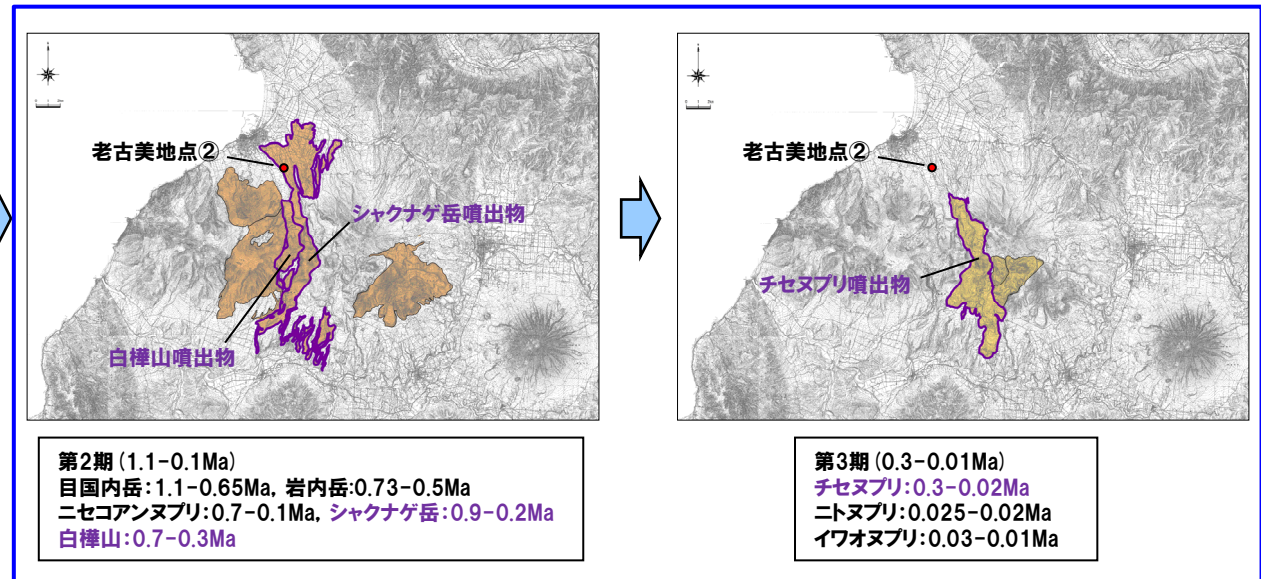 老古美地点②
シャクナゲ岳噴出物
白樺山噴出物
第2期(1.1-0.1Ma)
目国内岳:1.1-0.65Ma, 岩内岳:0.73-0.5Ma
ニセコアンヌプリ:0.7-0.1Ma, シャクナゲ岳:0.9-0.2Ma
白樺山:0.7-0.3Ma
老古美地点②
チセヌプリ噴出物
第3期(0.3-0.01Ma)
チセヌプリ:0.3-0.02Ma
ニトヌプリ:0.025-0.02Ma
イワオヌプリ:0.03-0.01Ma